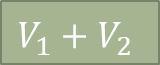 V₁ + V₂